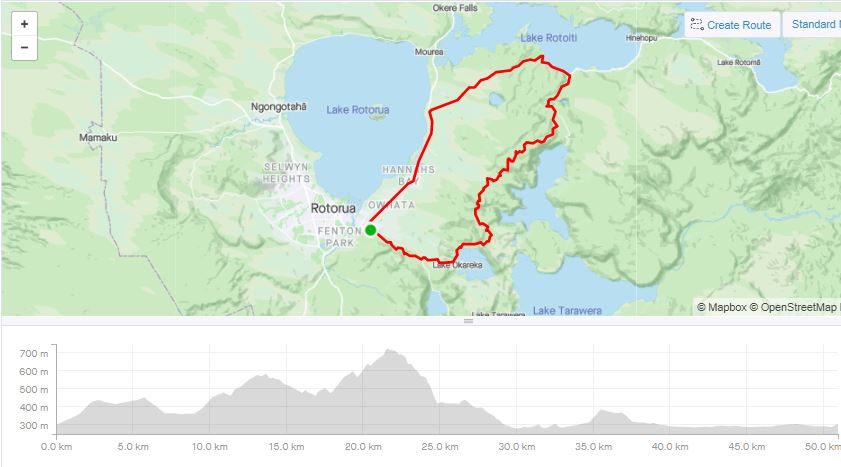 +
−
Okere Falls
Create Route
Standard
Lake Rotoiti
Hinehopu
Mourea
Lake Rotomā
Ngongotahā
Lake Rotorua
Mamaku
SELWYN
HEIGHTS
HANNAHS
BAY
Rotorua
OWHATA
FENTON
PARK
Lake Okareka
Lake Tarawera
Lake Tarawera
© Mapbox © OpenStreetMap
700 m
600 m
500 m
400 m
300 m
0.0 km
5.0 km
10.0 km
15.0 km
20.0 km
25.0 km
30.0 km
35.0 km
40.0 km
45.0 km
50.0 km